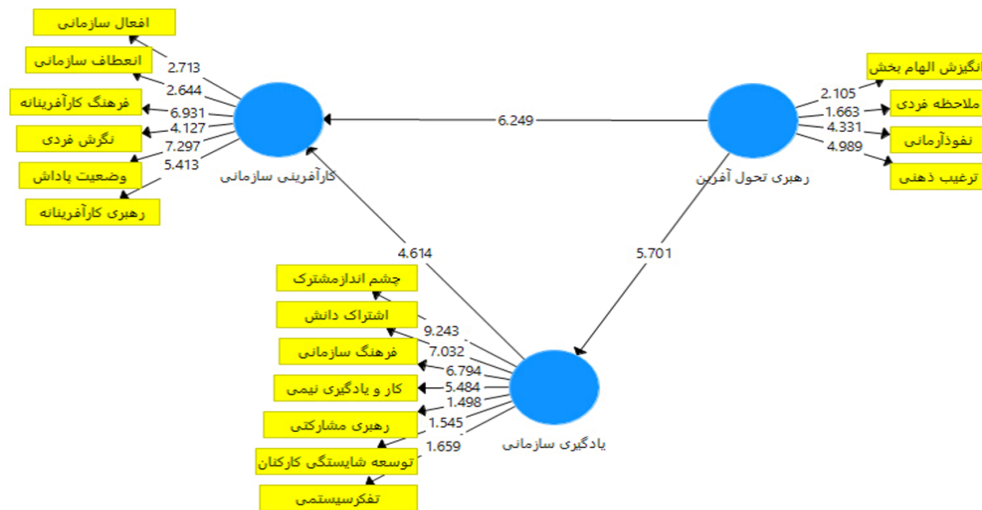 افعال سازمانی
2.713
انعطاف سازمانی
2.644
فرهنگ کارآفرینانه
6.931
نگرش فردی
4.127
وضعیت پاداش
7.297
رهبری کارآفرینانه
5.413
کارآفرینی سازمانی
6.249
رهبری تحول آفرین
انگیزش الهام بخش
2.105
ملاحظه فردی
1.663
نفوذآرمانی
4.331
ترغیب ذهنی
4.989
4.614
5.701
چشم اندازمشترک
9.243
اشتراک دانش
7.032
فرهنگ سازمانی
6.794
کار و یادگیری نیمی
5.484
رهبری مشارکتی
1.498
توسعه شایستگی کارکنان
1.545
تفکرسیستمی
1.659
یادگیری سازمانی